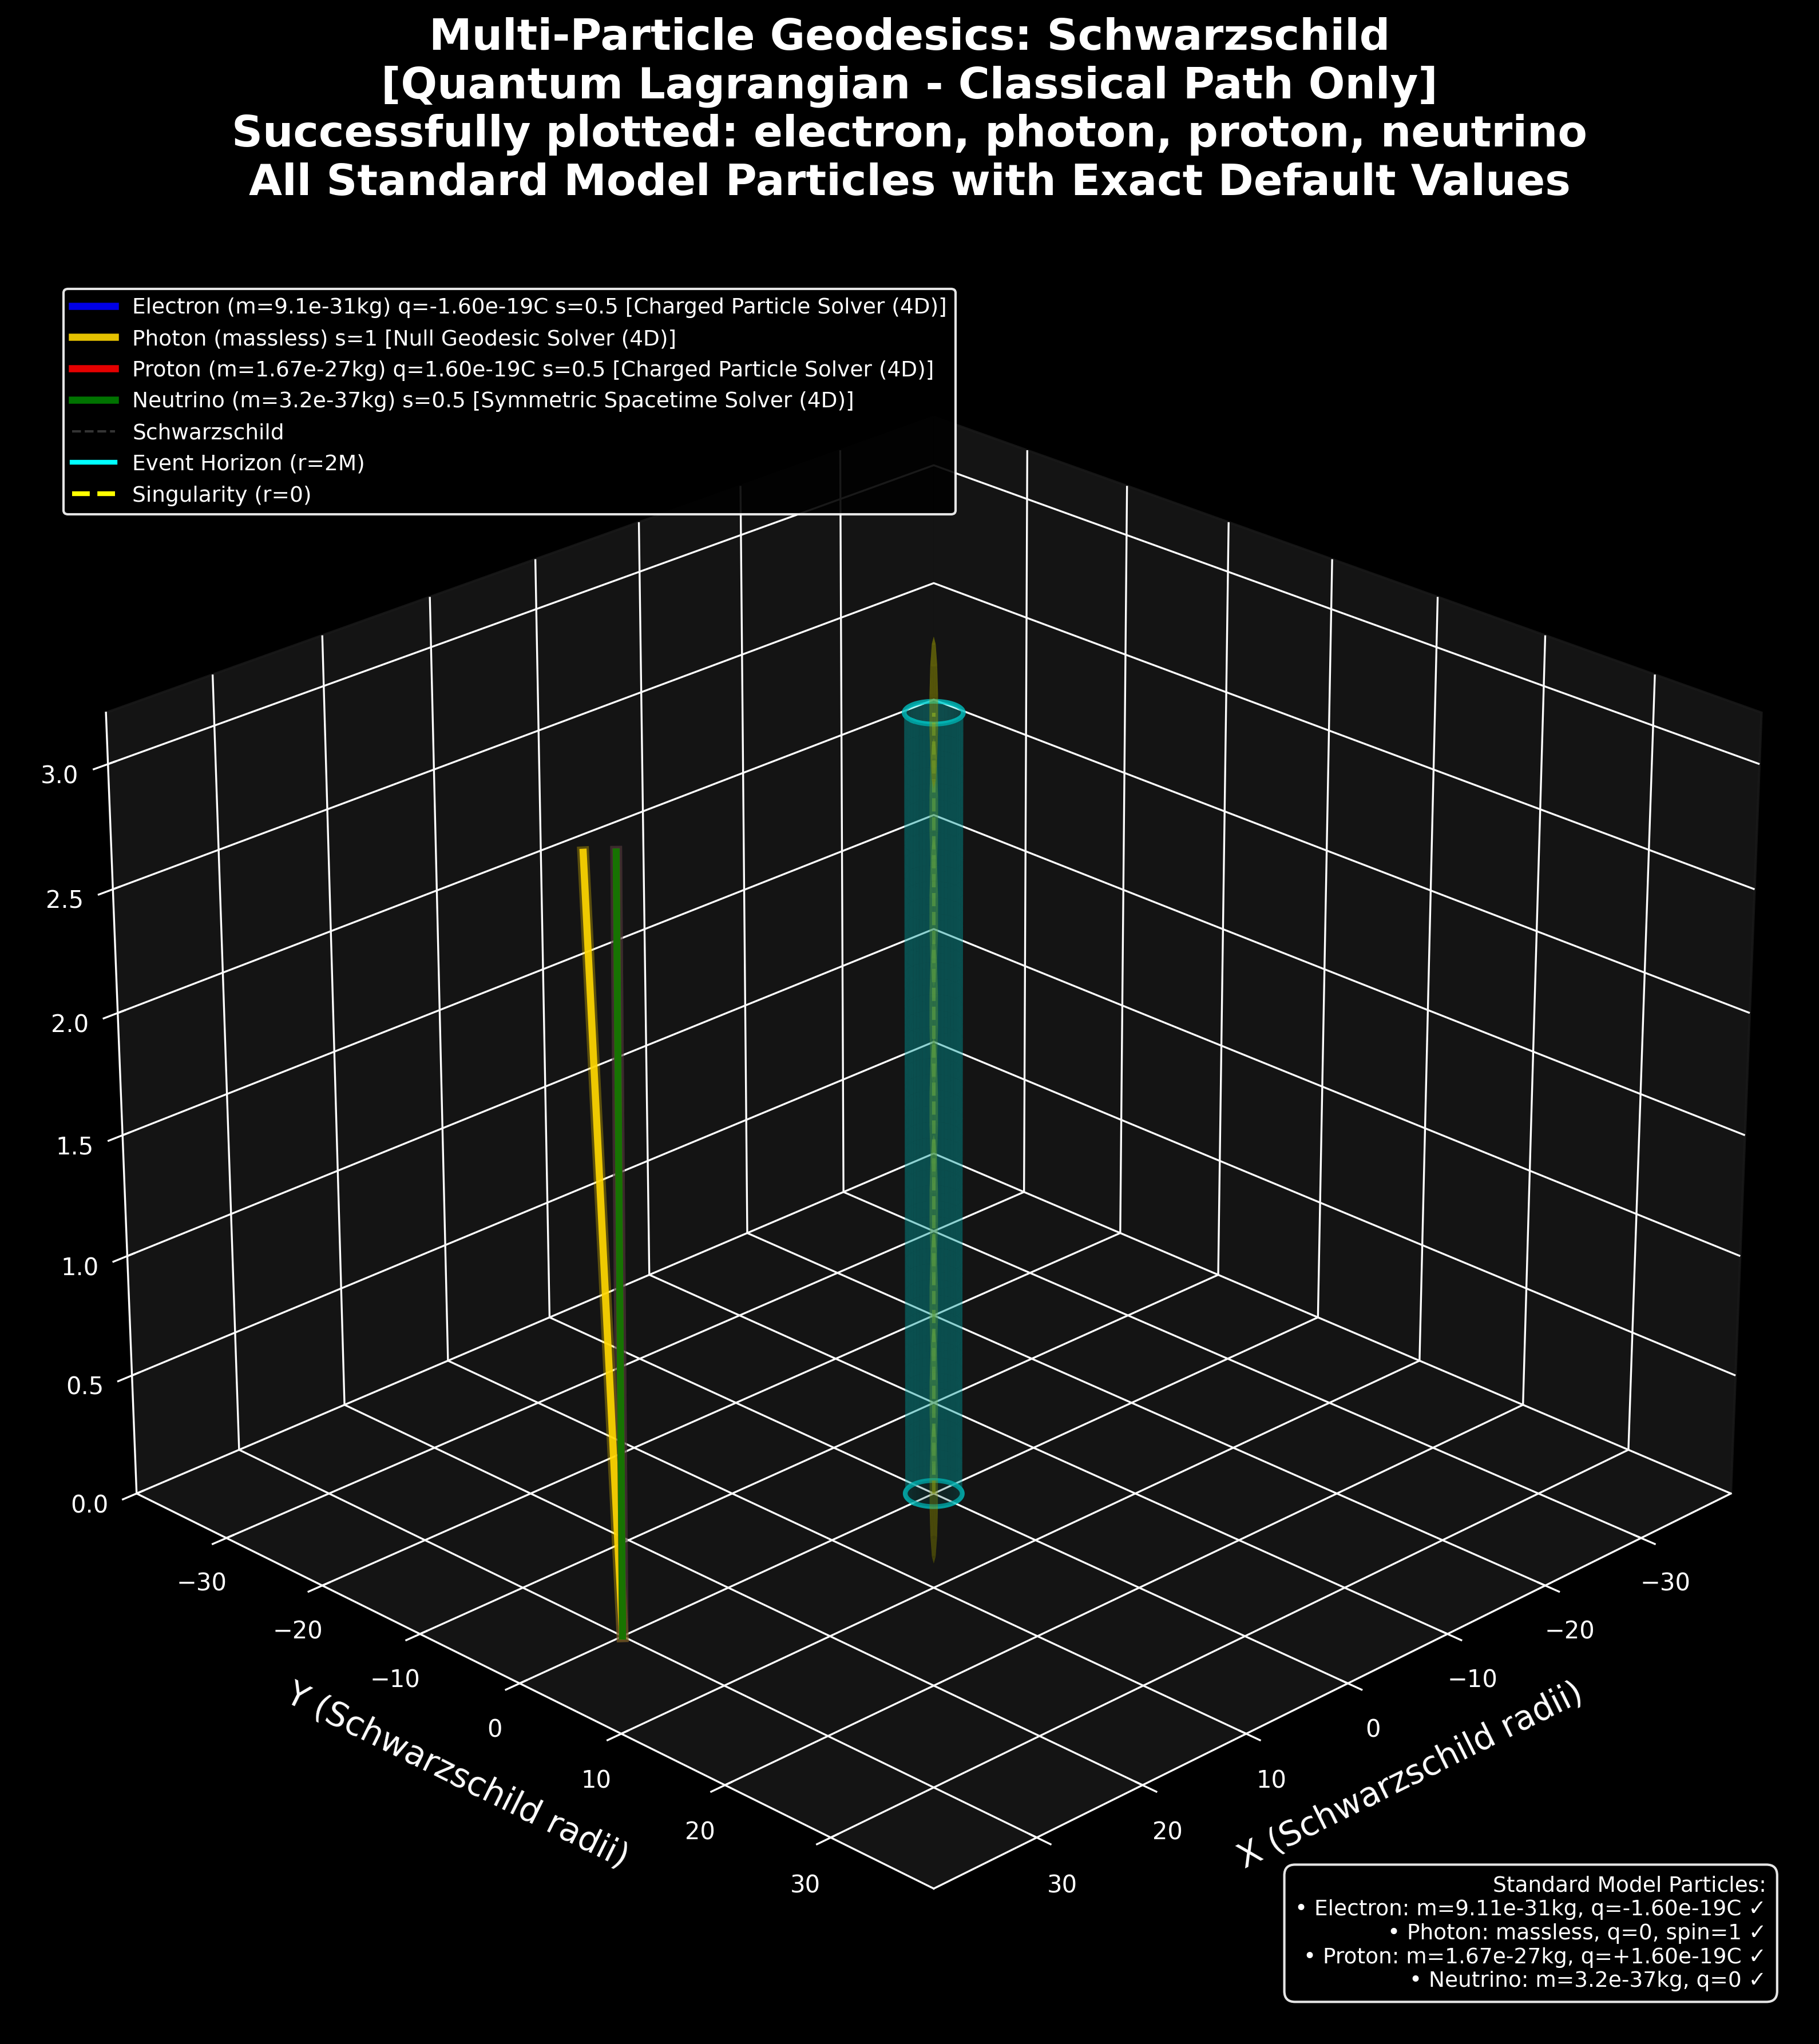 Multi-Particle Geodesics: Schwarzschild
[Quantum Lagrangian - Classical Path Only]
Successfully plotted: electron, photon, proton, neutrino
All Standard Model Particles with Exact Default Values
Electron (m=9.1e-31kg) q=-1.60e-19C s=0.5 [Charged Particle Solver (4D)]
Photon (massless) s=1 [Null Geodesic Solver (4D)]
Proton (m=1.67e-27kg) q=1.60e-19C s=0.5 [Charged Particle Solver (4D)]
Neutrino (m=3.2e-37kg) s=0.5 [Symmetric Spacetime Solver (4D)]
Schwarzschild
Event Horizon (r=2M)
Singularity (r=0)
3.0
2.5
2.0
1.5
1.0
0.5
0.0
−30
−20
−10
0
10
20
30
Y (Schwarzschild radii)
−30
−20
−10
0
10
20
30
X (Schwarzschild radii)
Standard Model Particles:
• Electron: m=9.11e-31kg, q=-1.60e-19C ✓
• Photon: massless, q=0, spin=1 ✓
• Proton: m=1.67e-27kg, q=+1.60e-19C ✓
• Neutrino: m=3.2e-37kg, q=0 ✓